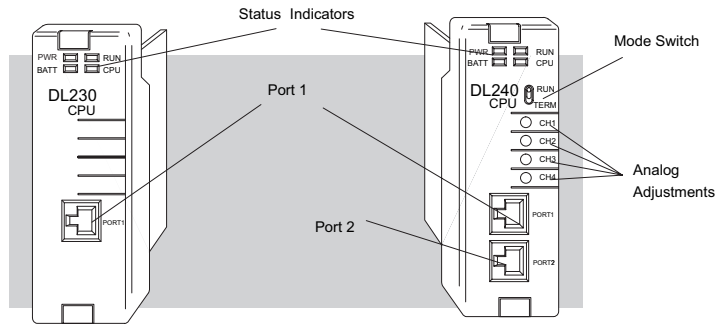 Status Indicators
PWR RUN
BATT CPU
DL230
CPU
PORT1
Port 1
Port 2
PWR RUN
BATT CPU
DL240
CPU
RUN
TERM
CH1
CH2
CH3
CH4
PORT1
PORT2
Mode Switch
Analog
Adjustments